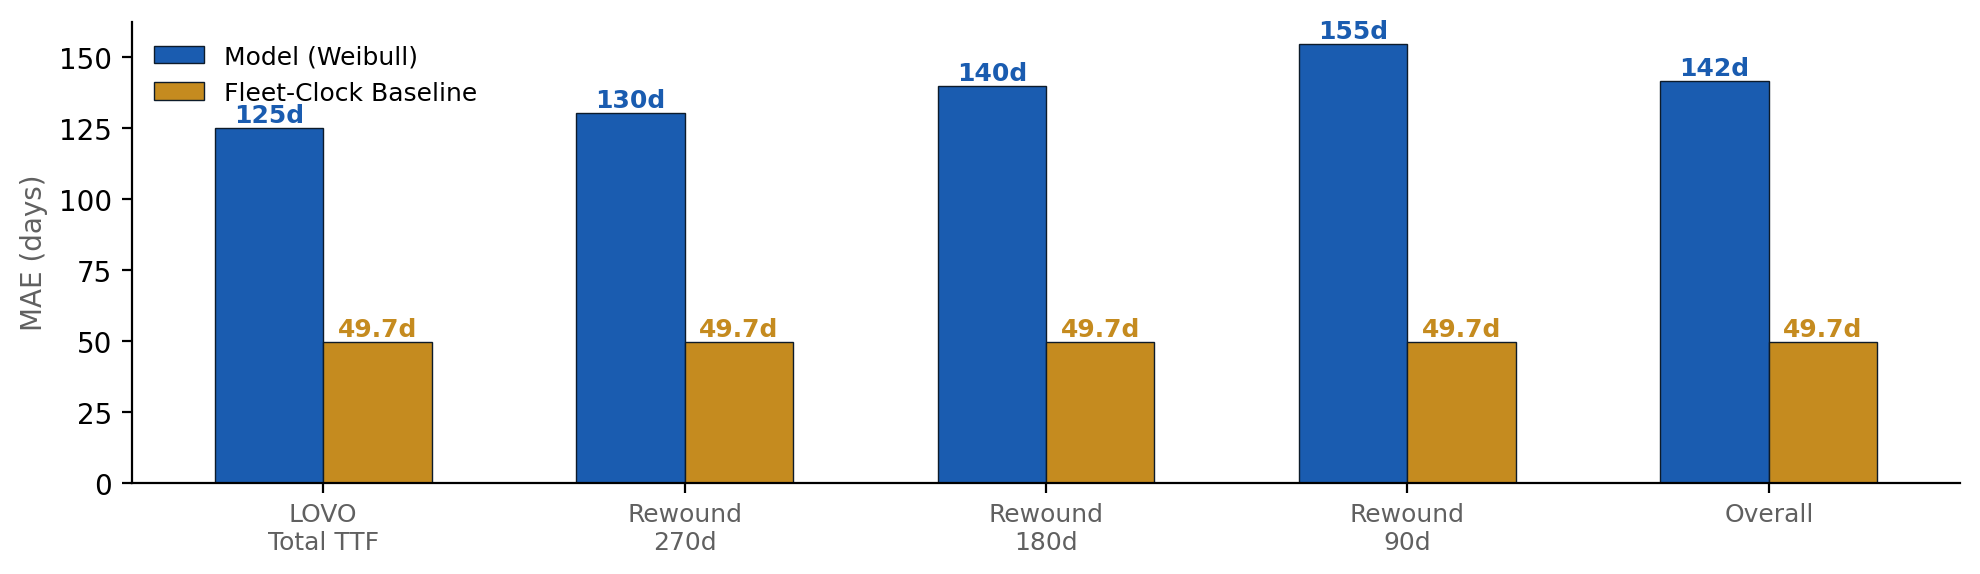 Model (Weibull)
Fleet-Clock Baseline
MAE (days)
150
125
100
75
50
25
0
125d
49.7d
130d
49.7d
140d
49.7d
155d
49.7d
142d
49.7d
LOVO
Total TTF
Rewound
270d
Rewound
180d
Rewound
90d
Overall